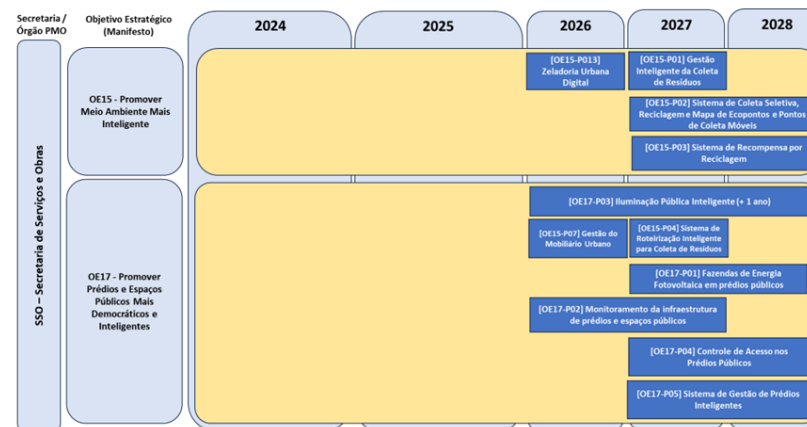 Secretaria /
Órgão PMO
Objetivo Estratégico
(Manifesto)
2024
2025
2026
2027
2028
SSO – Secretaria de Serviços e Obras
OE15 - Promover
Meio Ambiente Mais
Inteligente
[OE15-P013]
Zeladoria Urbana
Digital
[OE15-P01] Gestão
Inteligente da Coleta
de Resíduos
[OE15-P02] Sistema de Coleta Seletiva,
Reciclagem e Mapa de Ecopontos e Pontos
de Coleta Móveis
[OE15-P03] Sistema de Recompensa por
Reciclagem
OE17 - Promover
Prédios e Espaços
Públicos Mais
Democráticos e
Inteligentes
[OE17-P03] Iluminação Pública Inteligente (+ 1 ano)
[OE15-P07] Gestão do
Mobiliário Urbano
[OE15-P04] Sistema de
Roteirização Inteligente
para Coleta de Resíduos
[OE17-P01] Fazendas de Energia
Fotovoltaica em prédios públicos
[OE17-P02] Monitoramento da infraestrutura
de prédios e espaços públicos
[OE17-P04] Controle de Acesso nos
Prédios Públicos
[OE17-P05] Sistema de Gestão de Prédios
Inteligentes